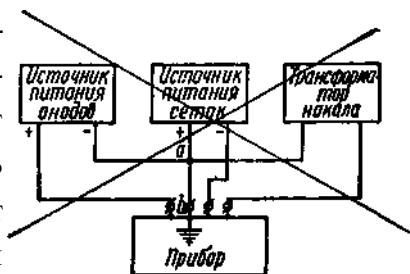 Источник
питания
анодов
Источник
питания
сеток
Трансформа
тор
накала
+ -
+ -
а
b
Прибор